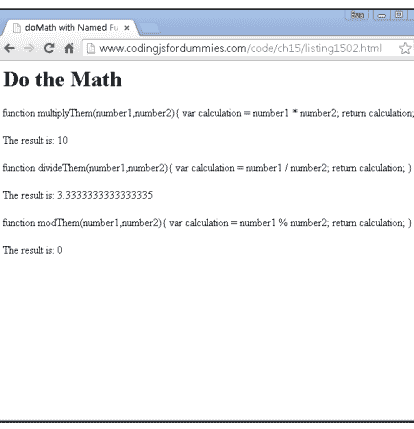 doMath with Named Fu
Eng
www.codingjsfordummies.com/code/ch15/listing1502.html
Do the Math
function multiplyThem(number1,number2){ var calculation = number1 * number2; return calculation;
The result is: 10
function divideThem(number1,number2){ var calculation = number1 / number2; return calculation; }
The result is: 3.3333333333333335
function modThem(number1,number2){ var calculation = number1 % number2; return calculation; }
The result is: 0